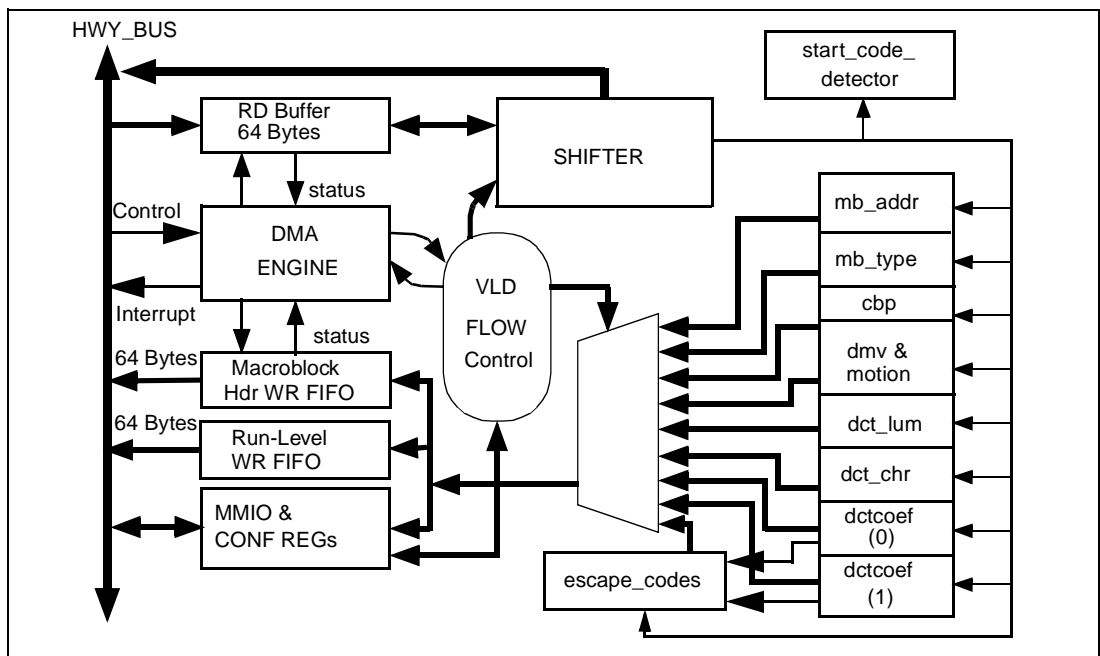 HWY_BUS
start_code_
detector
RD Buffer
64 Bytes
SHIFTER
status
Control
DMA
ENGINE
mb_addr
mb_type
VLD
FLOW
Control
cbp
Interrupt
status
dmv &
motion
64 Bytes
Macroblock
Hdr WR FIFO
64 Bytes
Run-Level
WR FIFO
dct_lum
dct_chr
MMIO &
CONF REGs
dctcoef
(0)
escape_codes
dctcoef
(1)